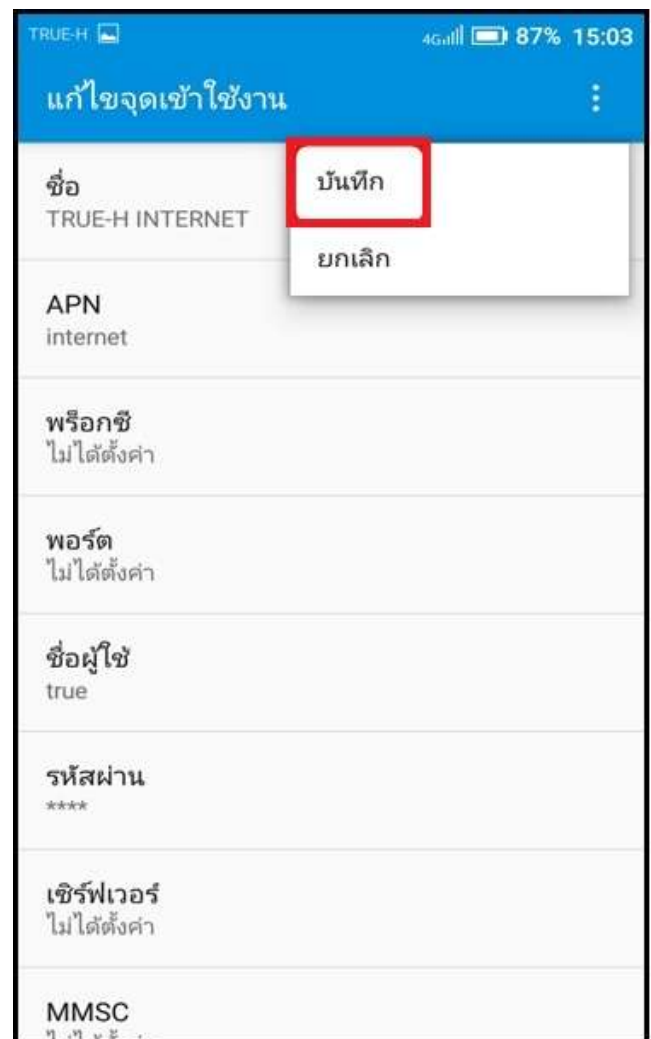 TRUE-H 4G 87% 15:03
แก้ไขจุดเข้าใช้งาน
บันทึก
ยกเลิก
ชื่อ
TRUE-H INTERNET
APN
internet
พร็อกซี
ไม่ได้ตั้งค่า
พอร์ต
ไม่ได้ตั้งค่า
ชื่อผู้ใช้
true
รหัสผ่าน
****
เซิร์ฟเวอร์
ไม่ได้ตั้งค่า
MMSC